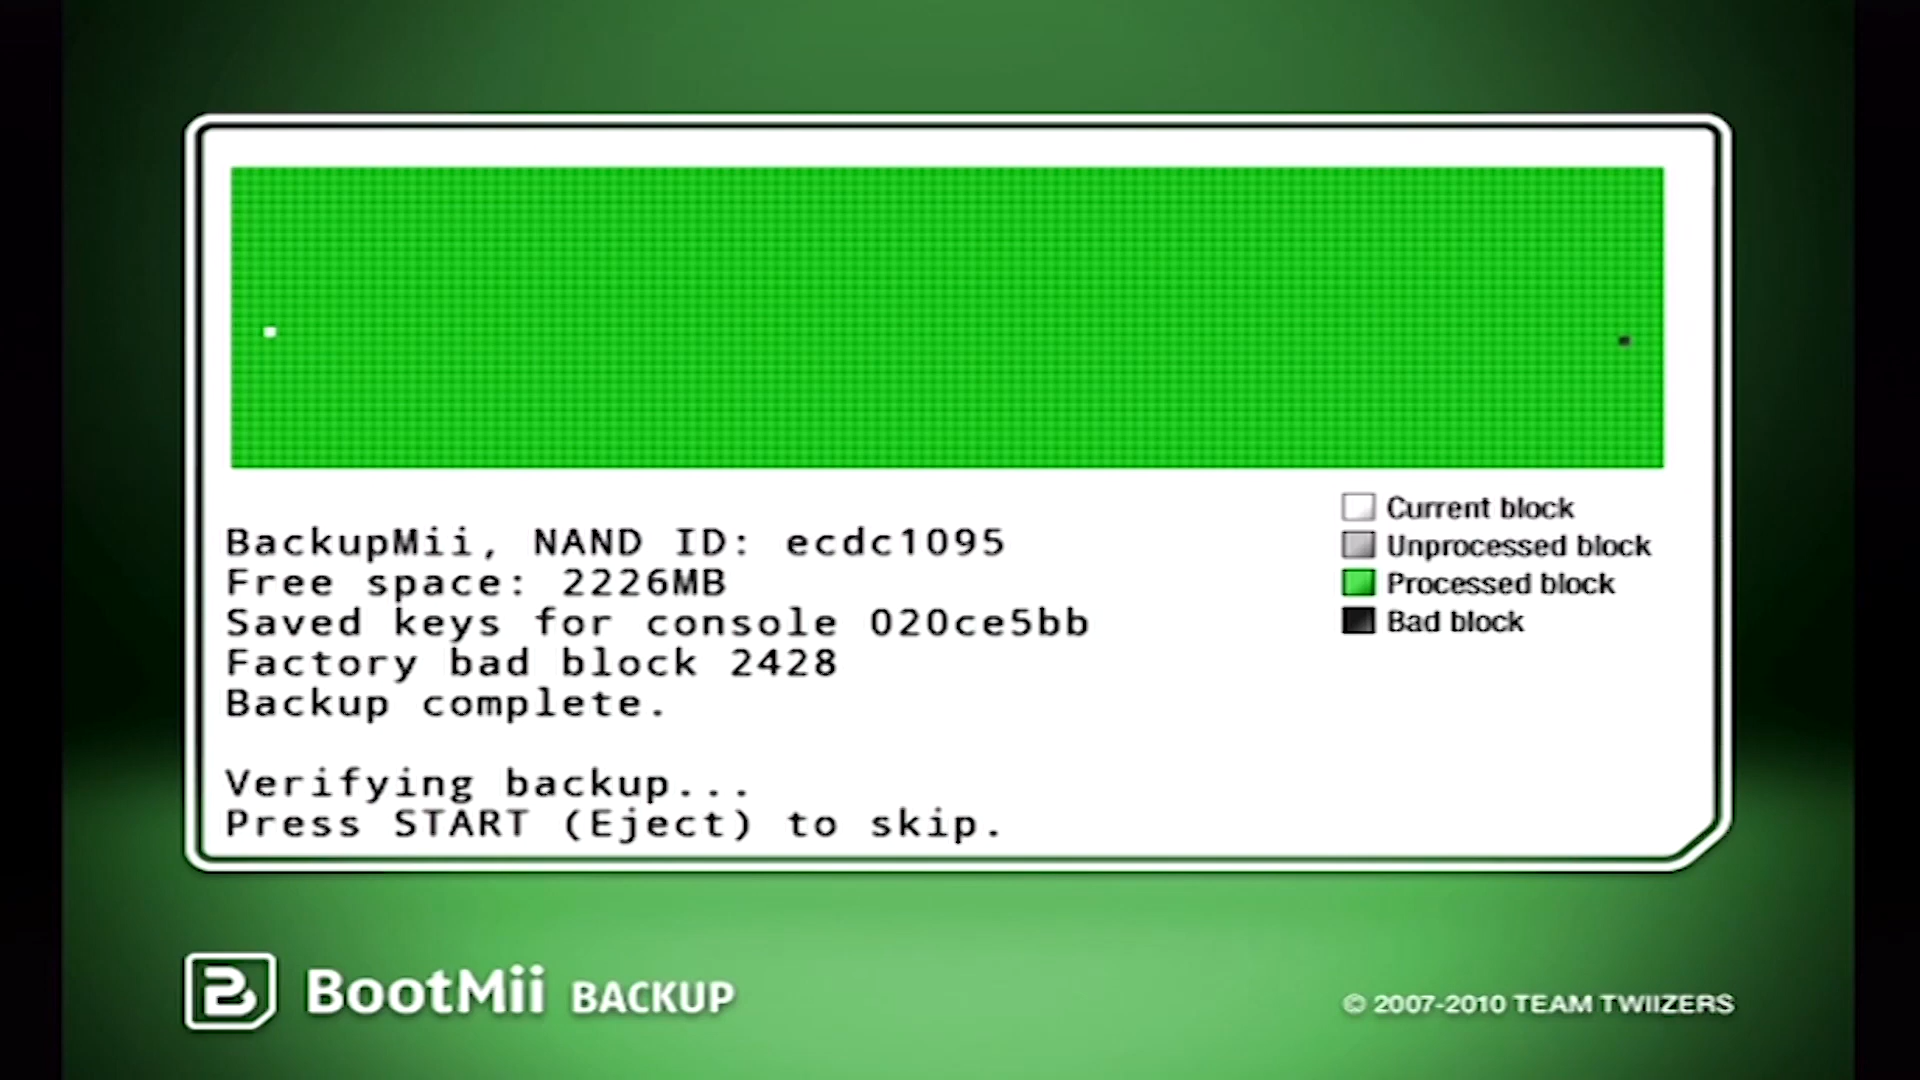 Current block
Unprocessed block
Processed block
Bad block
BackupMii, NAND ID: ecdc1095
Free space: 2226MB
Saved keys for console 020ce5bb
Factory bad block 2428
Backup complete.
Verifying backup...
Press START (Eject) to skip.
BootMii BACKUP
© 2007-2010 TEAM TWIIZERS